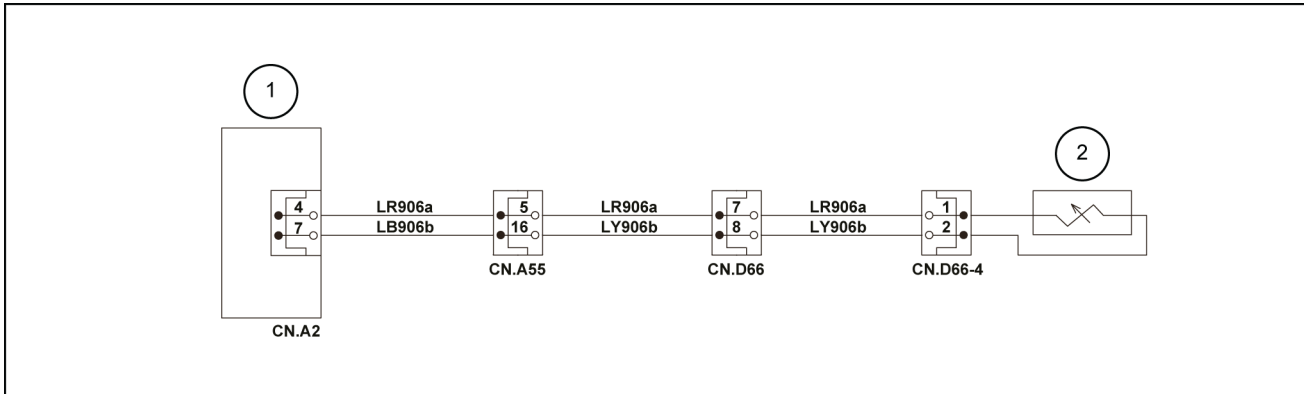 1
2
4 LR906a 5 LR906a 7 LR906a 1
7 LB906b 16 LY906b 8 LY906b 2
CN.A55 CN.D66 CN.D66-4
CN.A2